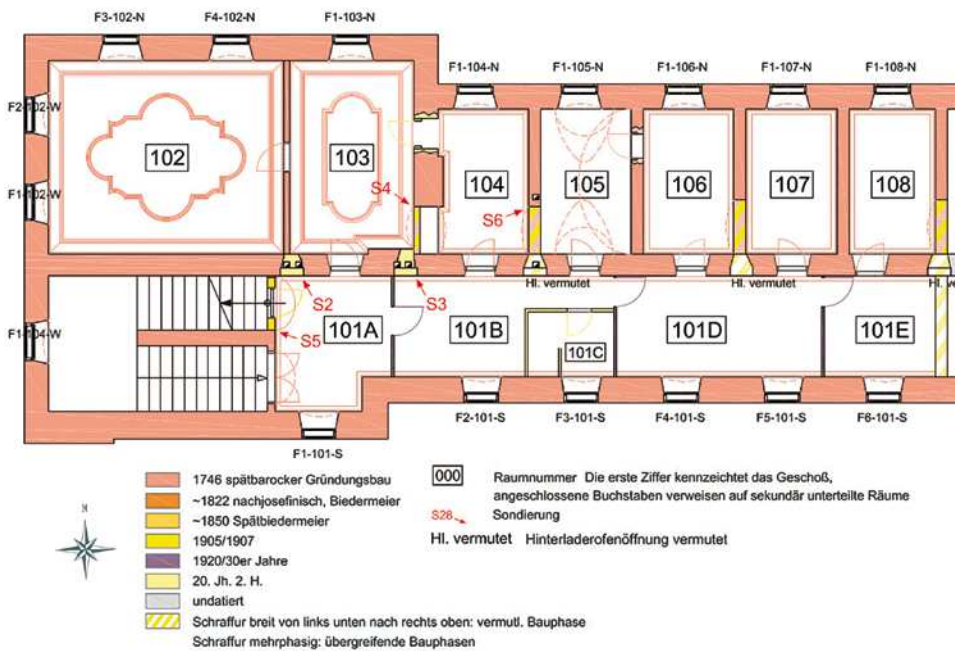 F3-102-N F4-102-N F1-103-N
F1-104-N F1-105-N F1-106-N F1-107-N F1-108-N
F2-102-W
102 103
104 105 106 107 108
S4
S6
F1-102-W
Hl. vermutet Hl. vermutet Hl. v
S2 S3
F1-104-W
S5
101A 101B 101C 101D 101E
F2-101-S F3-101-S F4-101-S F5-101-S F6-101-S
F1-101-S
1746 spätbarocker Gründungsbau
~1822 nachjosefinisch, Biedermeier
~1850 Spätbiedermeier
1905/1907
1920/30er Jahre
20. Jh. 2. H.
undatiert
Schraffur breit von links unten nach rechts oben: vermutl. Bauphase
Schraffur mehrphasig: übergreifende Bauphasen
000 Raumnummer Die erste Ziffer kennzeichtet das Geschoß,
angeschlossene Buchstaben verweisen auf sekundär unterteilte Räume
S28 Sondierung
Hl. vermutet Hinterladerofenöffnung vermutet